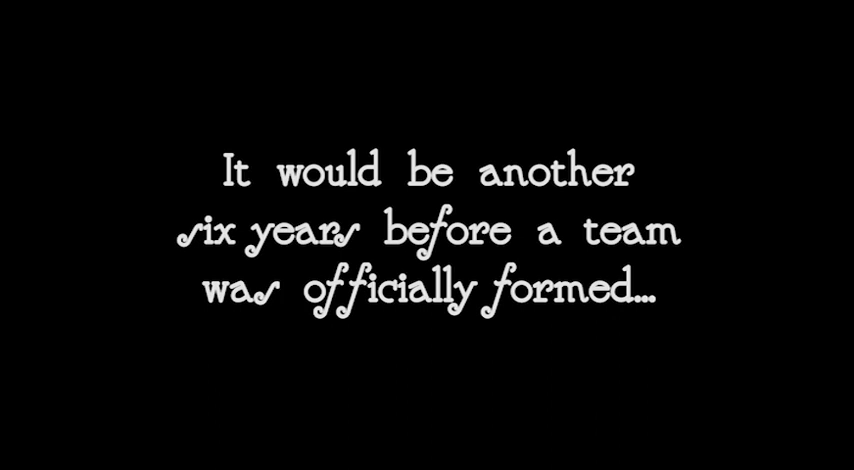 It would be another
six years before a team
was officially formed...